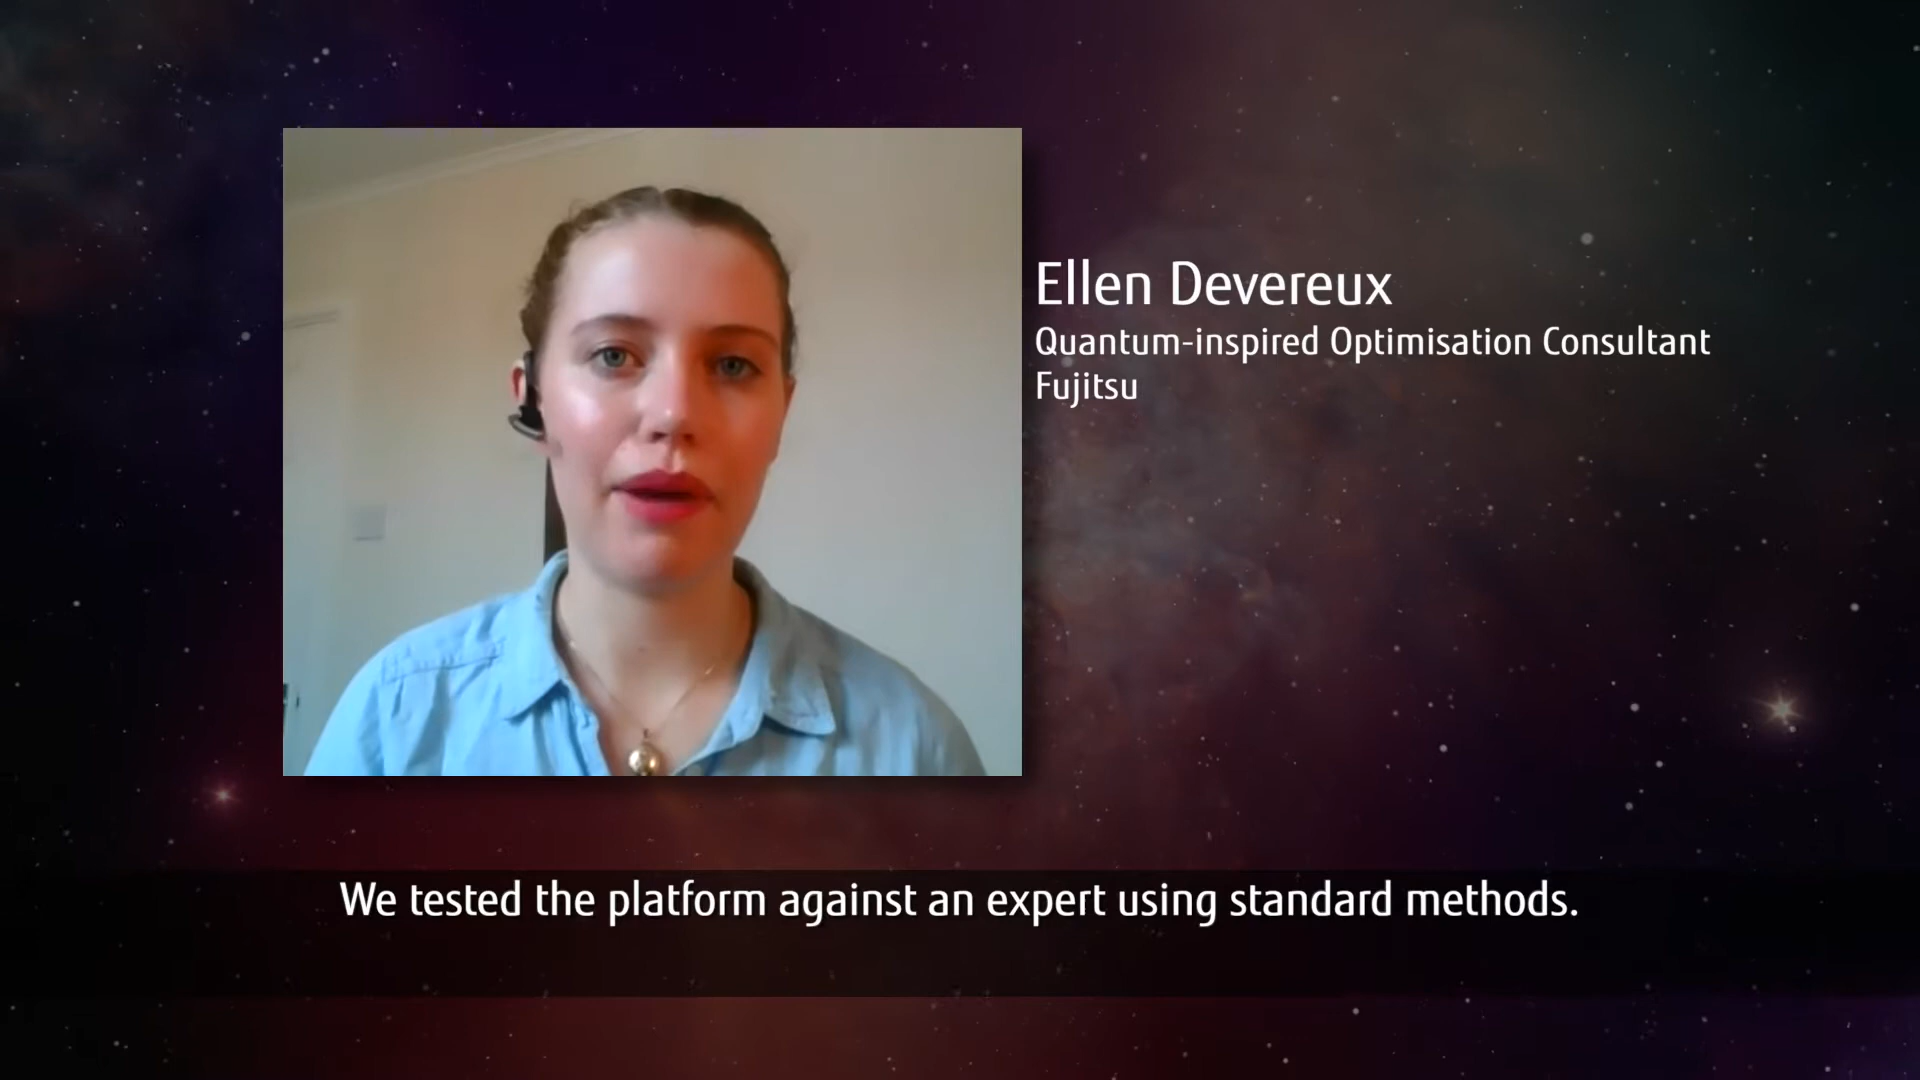 Ellen Devereux
Quantum-inspired Optimisation Consultant
Fujitsu
We tested the platform against an expert using standard methods.